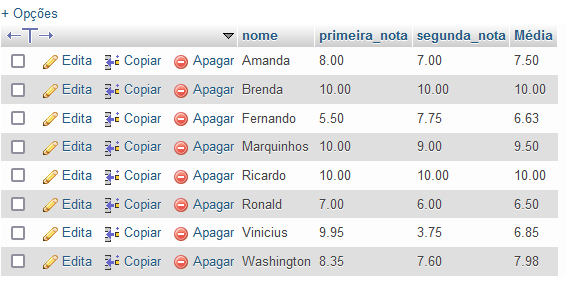 + Opções
nome primeira_nota segunda_nota Média
Edita Copiar Apagar Amanda 8.00 7.00 7.50
Edita Copiar Apagar Brenda 10.00 10.00 10.00
Edita Copiar Apagar Fernando 5.50 7.75 6.63
Edita Copiar Apagar Marquinhos 10.00 9.00 9.50
Edita Copiar Apagar Ricardo 10.00 10.00 10.00
Edita Copiar Apagar Ronald 7.00 6.00 6.50
Edita Copiar Apagar Vinicius 9.95 3.75 6.85
Edita Copiar Apagar Washington 8.35 7.60 7.98